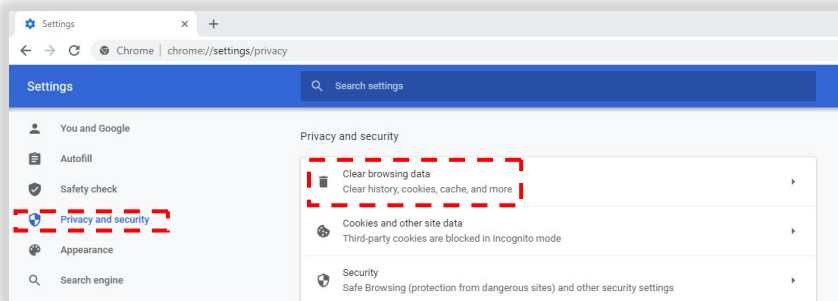 Settings
Chrome | chrome://settings/privacy
Settings
Search settings
You and Google
Autofill
Safety check
Privacy and security
Appearance
Search engine
Privacy and security
Clear browsing data
Clear history, cookies, cache, and more
Cookies and other site data
Third-party cookies are blocked in Incognito mode
Security
Safe Browsing (protection from dangerous sites) and other security settings